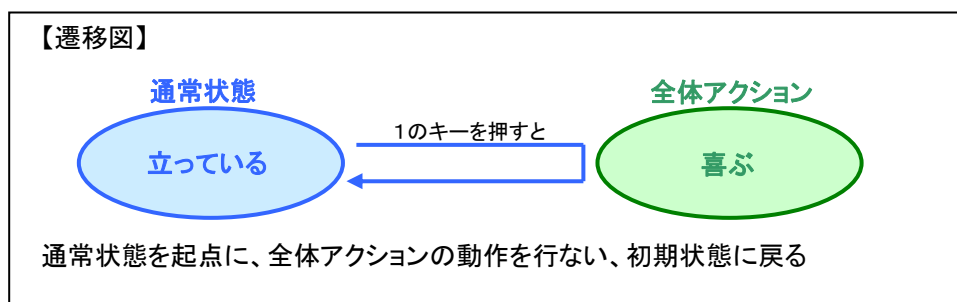 【遷移図】
通常状態
全体アクション
1のキーを押すと
立っている
喜ぶ
通常状態を起点に、全体アクションの動作を行ない、初期状態に戻る